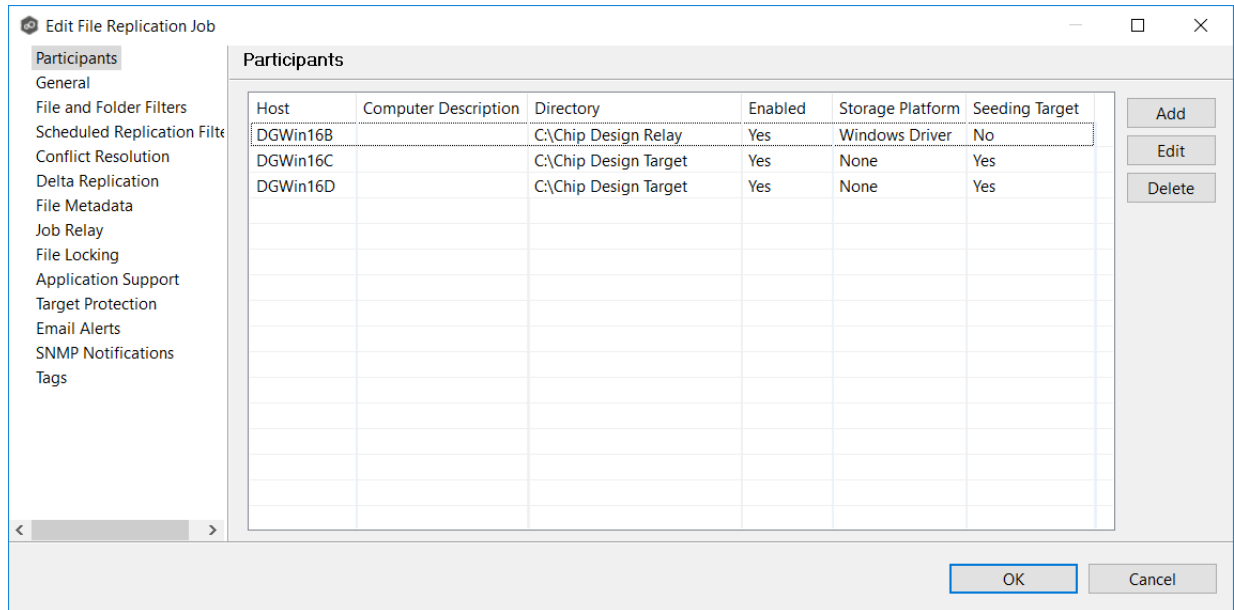 Edit File Replication Job
Participants
General
File and Folder Filters
Scheduled Replication Filte
Conflict Resolution
Delta Replication
File Metadata
Job Relay
File Locking
Application Support
Target Protection
Email Alerts
SNMP Notifications
Tags
Participants
Host Computer Description Directory Enabled Storage Platform Seeding Target
DGWin16B C:\Chip Design Relay Yes Windows Driver No
DGWin16C C:\Chip Design Target Yes None Yes
DGWin16D C:\Chip Design Target Yes None Yes
Add
Edit
Delete
OK Cancel